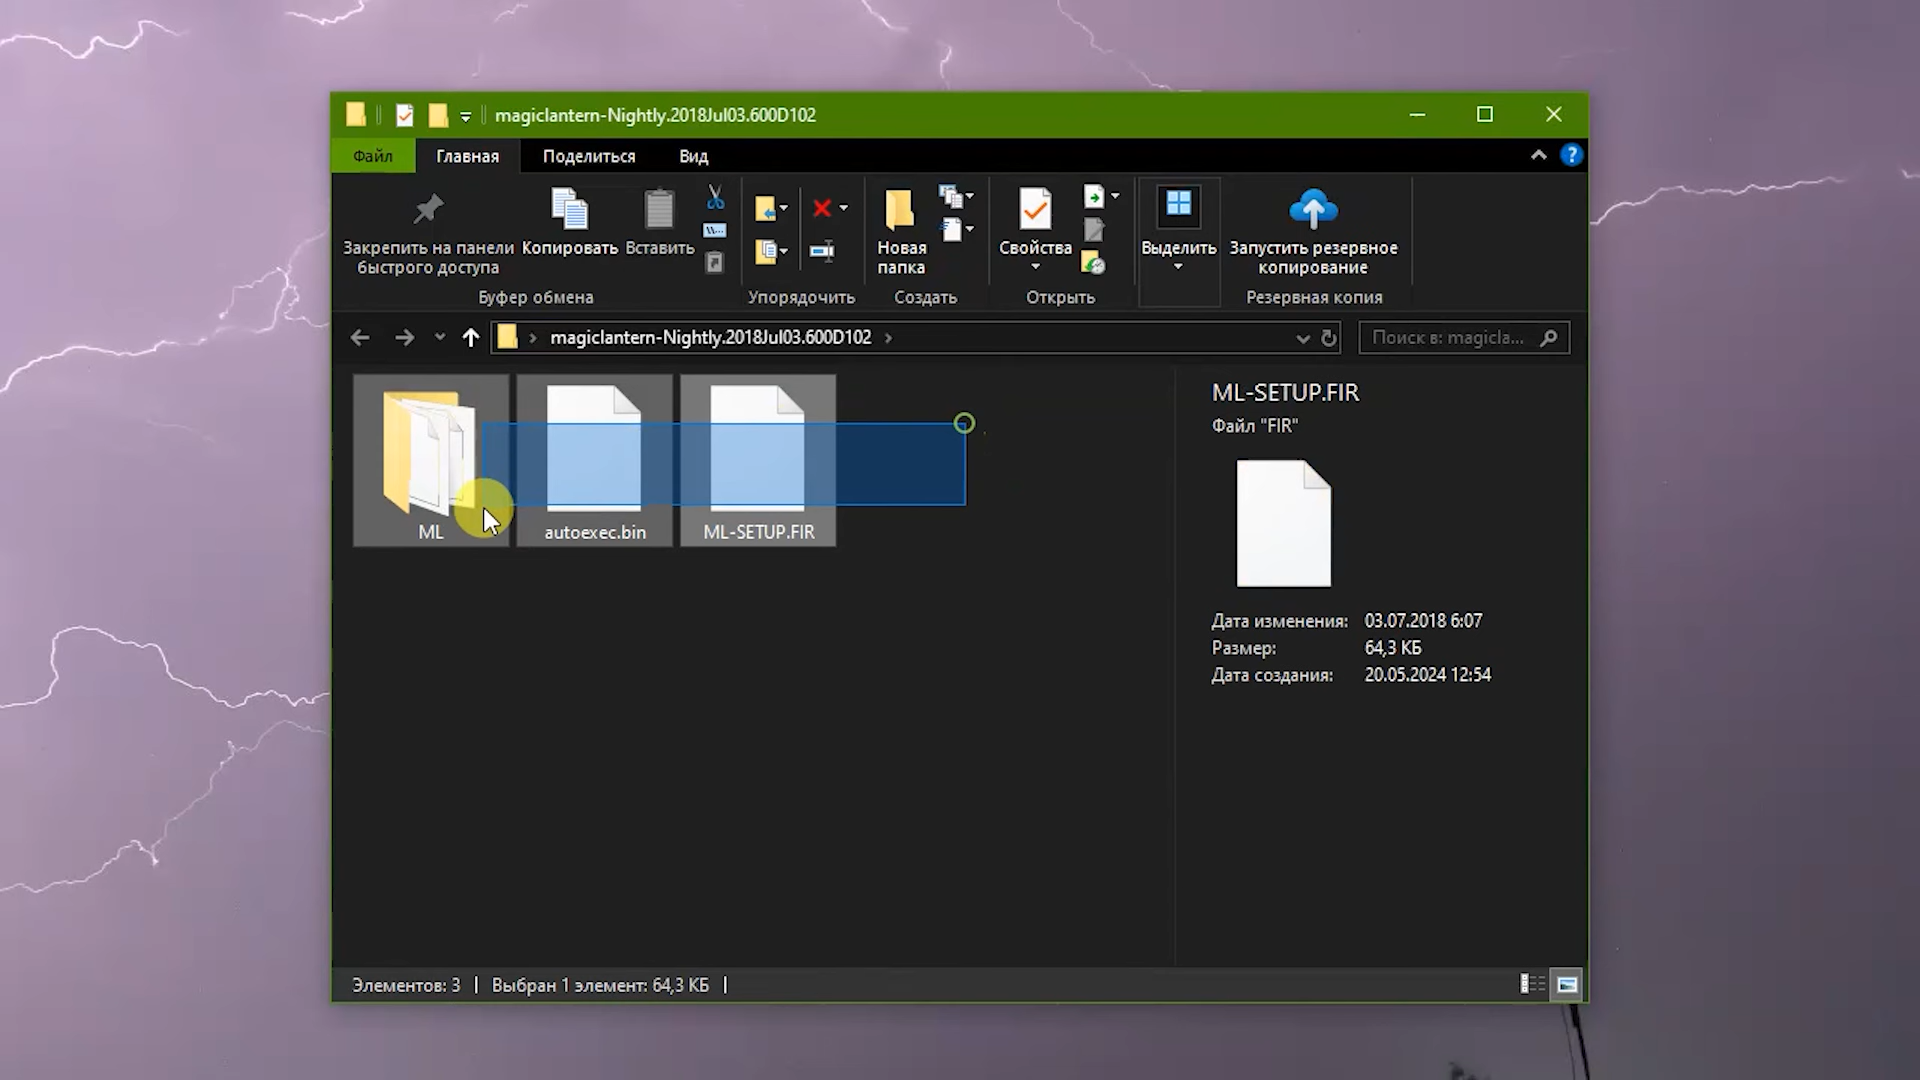 magiclantern-Nightly.2018Jul03.600D102
Файл Главная Поделиться Вид
Закрепить на панели быстрого доступа
Копировать
Вставить
Буфер обмена
Упорядочить
Новая папка
Создать
Свойства
Открыть
Выделить
Запустить резервное копирование
Резервная копия
magiclantern-Nightly.2018Jul03.600D102
Поиск в: magicla...
ML
autoexec.bin
ML-SETUP.FIR
ML-SETUP.FIR
Файл "FIR"
Дата изменения: 03.07.2018 6:07
Размер: 64,3 КБ
Дата создания: 20.05.2024 12:54
Элементов: 3 Выбран 1 элемент: 64,3 КБ